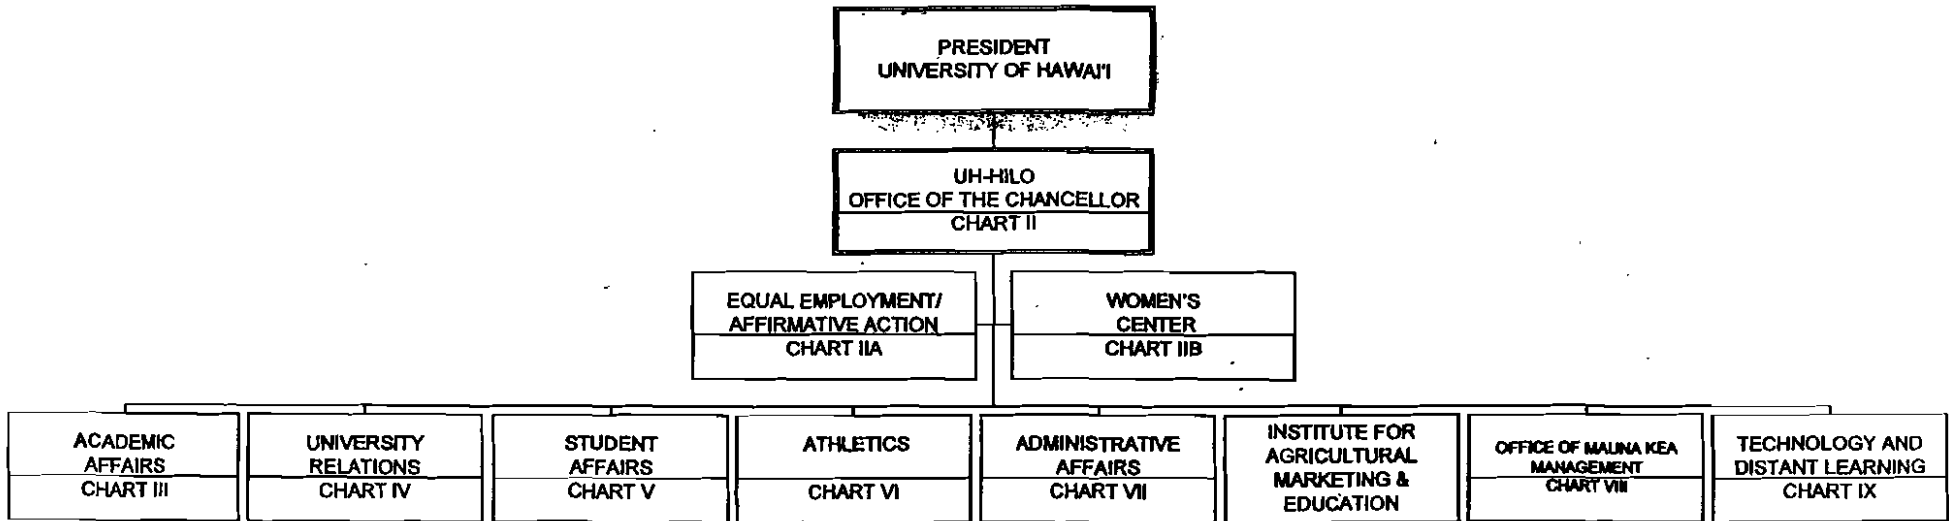 PRESIDENT
UNIVERSITY OF HAWAI'I
UH-HILO
OFFICE OF THE CHANCELLOR
CHART II
EQUAL EMPLOYMENT/
AFFIRMATIVE ACTION
CHART IIA
WOMEN'S
CENTER
CHART IIB
ACADEMIC
AFFAIRS
CHART III
UNIVERSITY
RELATIONS
CHART IV
STUDENT
AFFAIRS
CHART V
ATHLETICS
CHART VI
ADMINISTRATIVE
AFFAIRS
CHART VII
INSTITUTE FOR
AGRICULTURAL
MARKETING &
EDUCATION
OFFICE OF MAUNA KEA
MANAGEMENT
CHART VIII
TECHNOLOGY AND
DISTANT LEARNING
CHART IX